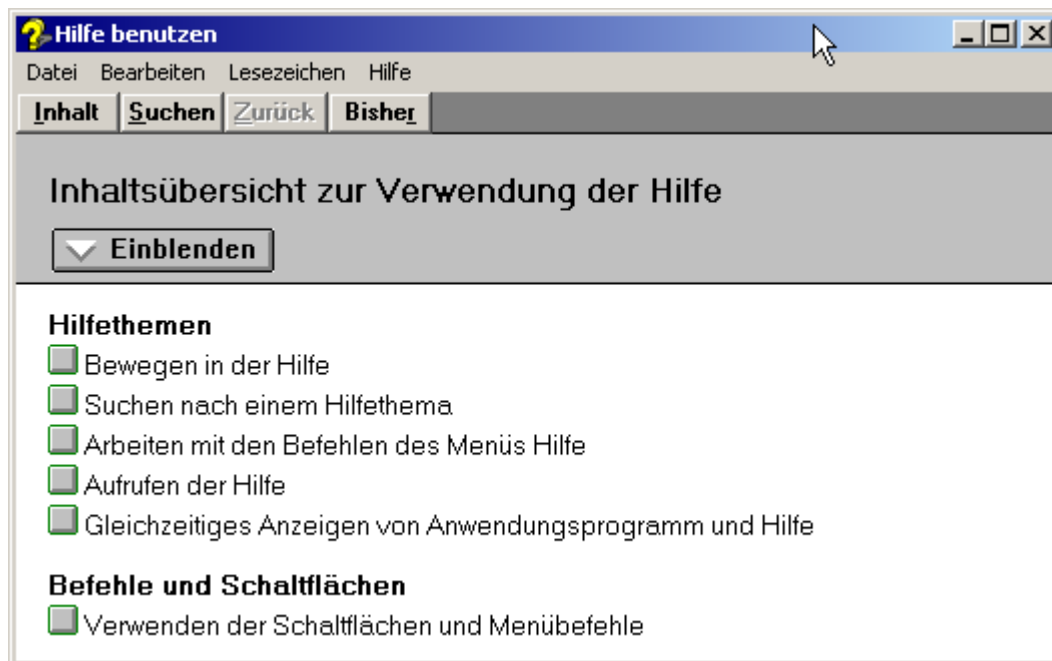 Hilfe benutzen
Datei Bearbeiten Lesezeichen Hilfe
Inhalt Suchen Zurück Bisher
Inhaltsübersicht zur Verwendung der Hilfe
Einblenden
Hilfethemen
Bewegen in der Hilfe
Suchen nach einem Hilfethema
Arbeiten mit den Befehlen des Menüs Hilfe
Aufrufen der Hilfe
Gleichzeitiges Anzeigen von Anwendungsprogramm und Hilfe
Befehle und Schaltflächen
Verwenden der Schaltflächen und Menübefehle